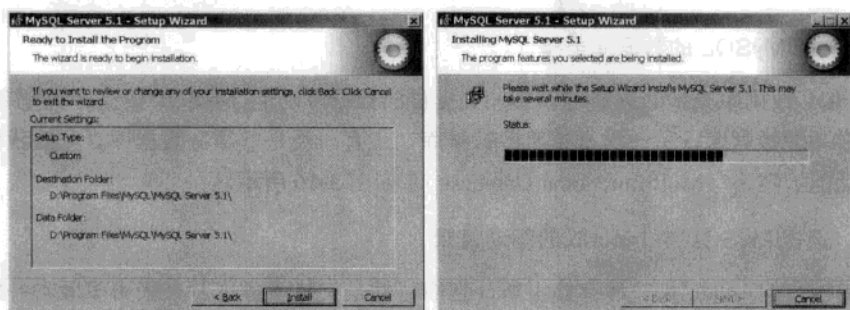 MySQL Server 5.1 - Setup Wizard
Ready to Install the Program
The wizard is ready to begin installation.
If you want to review or change any of your installation settings, click Back. Click Cancel
to exit the wizard.
Current Settings:
Setup Type:
Custom
Destination Folder:
D:\Program Files\MySQL\MySQL Server 5.1\
Data Folder:
D:\Program Files\MySQL\MySQL Server 5.1\
< Back
Install
Cancel
MySQL Server 5.1 - Setup Wizard
Installing MySQL Server 5.1
The program features you selected are being installed.
Please wait while the Setup Wizard installs MySQL Server 5.1. This may
take several minutes.
Status:
< Back
Next >
Cancel